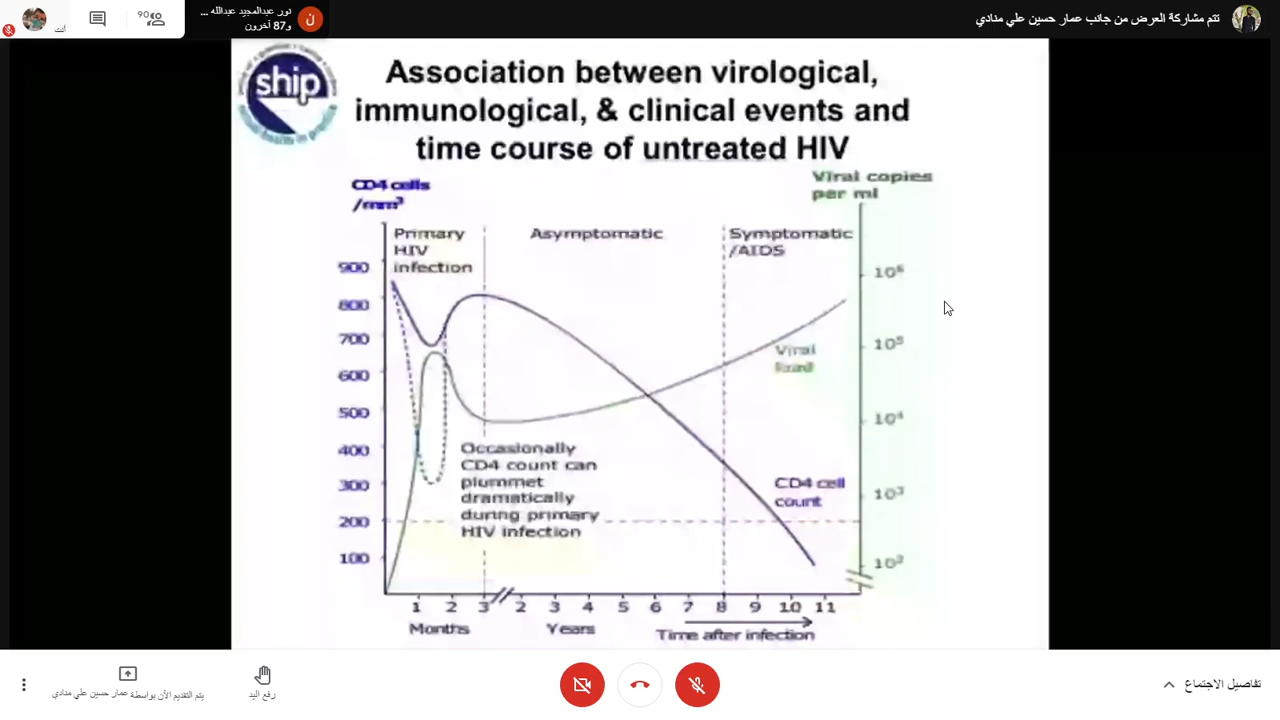 تتم مشاركة العرض من جانب عمار حسين علي منادي
نور عبدالمجيد عبدالله ...
و87 آخرون
90
أنت
ship
Association between virological,
immunological, & clinical events and
time course of untreated HIV
CD4 cells
/mm³
Viral copies
per ml
Primary
HIV
infection
Asymptomatic
Symptomatic
/AIDS
900
800
700
600
500
400
300
200
100
10⁶
10⁵
10⁴
10³
10²
Viral
load
CD4 cell
count
Occasionally
CD4 count can
plummet
dramatically
during primary
HIV infection
1 2 3 2 3 4 5 6 7 8 9 10 11
Months Years Time after infection
تفاصيل الاجتماع
رفع اليد
يتم التقديم الآن بواسطة عمار حسين علي منادي